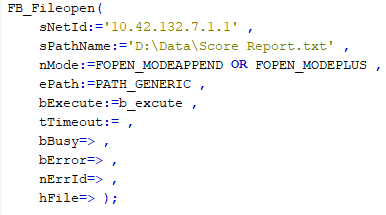 FB_Fileopen(
sNetId:='10.42.132.7.1.1' ,
sPathName:='D:\Data\Score Report.txt' ,
nMode:=FOPEN_MODEAPPEND OR FOPEN_MODEPLUS ,
ePath:=PATH_GENERIC ,
bExecute:=b_excute ,
tTimeout:= ,
bBusy=> ,
bError=> ,
nErrId=> ,
hFile=> );